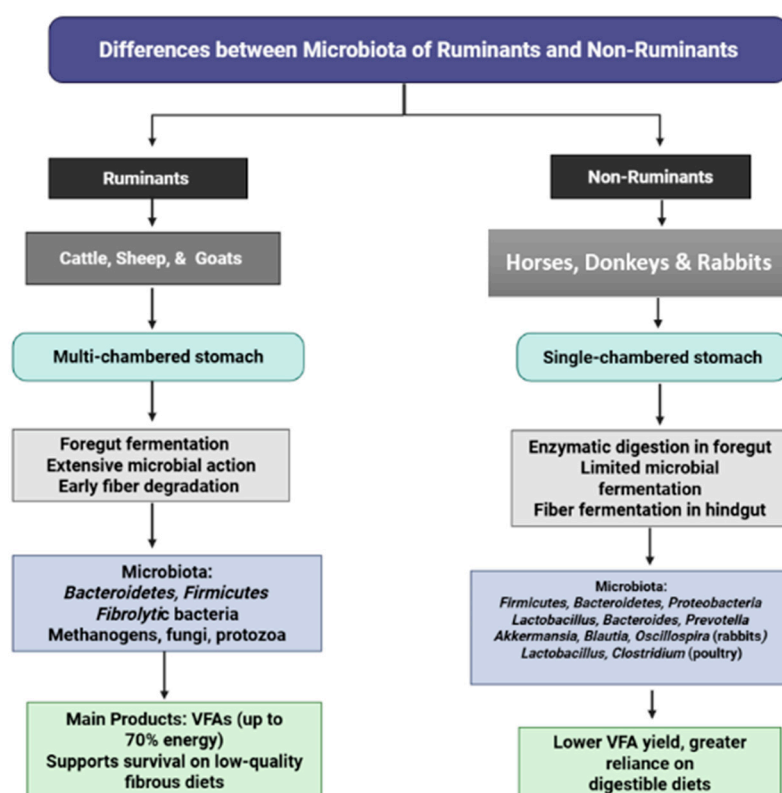 Differences between Microbiota of Ruminants and Non-Ruminants
Ruminants
Cattle, Sheep, & Goats
Multi-chambered stomach
Foregut fermentation
Extensive microbial action
Early fiber degradation
Microbiota:
Bacteroidetes, Firmicutes
Fibrolytic bacteria
Methanogens, fungi, protozoa
Main Products: VFAs (up to
70% energy)
Supports survival on low-quality
fibrous diets
Non-Ruminants
Horses, Donkeys & Rabbits
Single-chambered stomach
Enzymatic digestion in foregut
Limited microbial
fermentation
Fiber fermentation in hindgut
Microbiota:
Firmicutes, Bacteroidetes, Proteobacteria
Lactobacillus, Bacteroides, Prevotella
Akkermansia, Blautia, Oscillospira (rabbits)
Lactobacillus, Clostridium (poultry)
Lower VFA yield, greater
reliance on
digestible diets